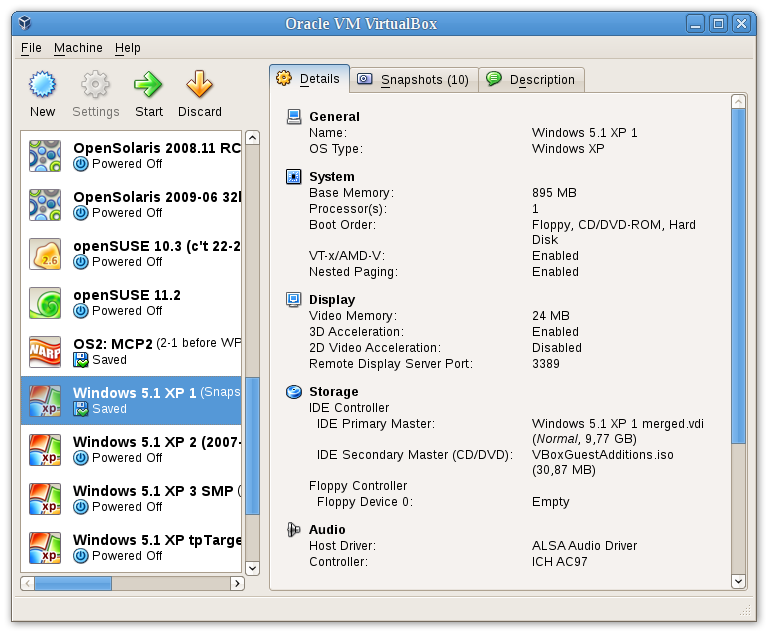 Oracle VM VirtualBox
File Machine Help
New Settings Start Discard
Details Snapshots (10) Description
OpenSolaris 2008.11 RC
Powered Off
OpenSolaris 2009-06 32
Powered Off
openSUSE 10.3 (c't 22-2
2.6
Powered Off
openSUSE 11.2
Powered Off
WARP
OS2: MCP2 (2-1 before WP
Saved
Windows 5.1 XP 1 (Snaps
xp
Saved
Windows 5.1 XP 2 (2007-
xp
Powered Off
Windows 5.1 XP 3 SMP (
xp
Powered Off
Windows 5.1 XP tpTarge
xp
Powered Off
General
Name: Windows 5.1 XP 1
OS Type: Windows XP
System
Base Memory: 895 MB
Processor(s): 1
Boot Order: Floppy, CD/DVD-ROM, Hard
Disk
VT-x/AMD-V: Enabled
Nested Paging: Enabled
Display
Video Memory: 24 MB
3D Acceleration: Enabled
2D Video Acceleration: Disabled
Remote Display Server Port: 3389
Storage
IDE Controller
IDE Primary Master: Windows 5.1 XP 1 merged.vdi
(Normal, 9,77 GB)
IDE Secondary Master (CD/DVD): VBoxGuestAdditions.iso
(30,87 MB)
Floppy Controller
Floppy Device 0: Empty
Audio
Host Driver: ALSA Audio Driver
Controller: ICH AC97